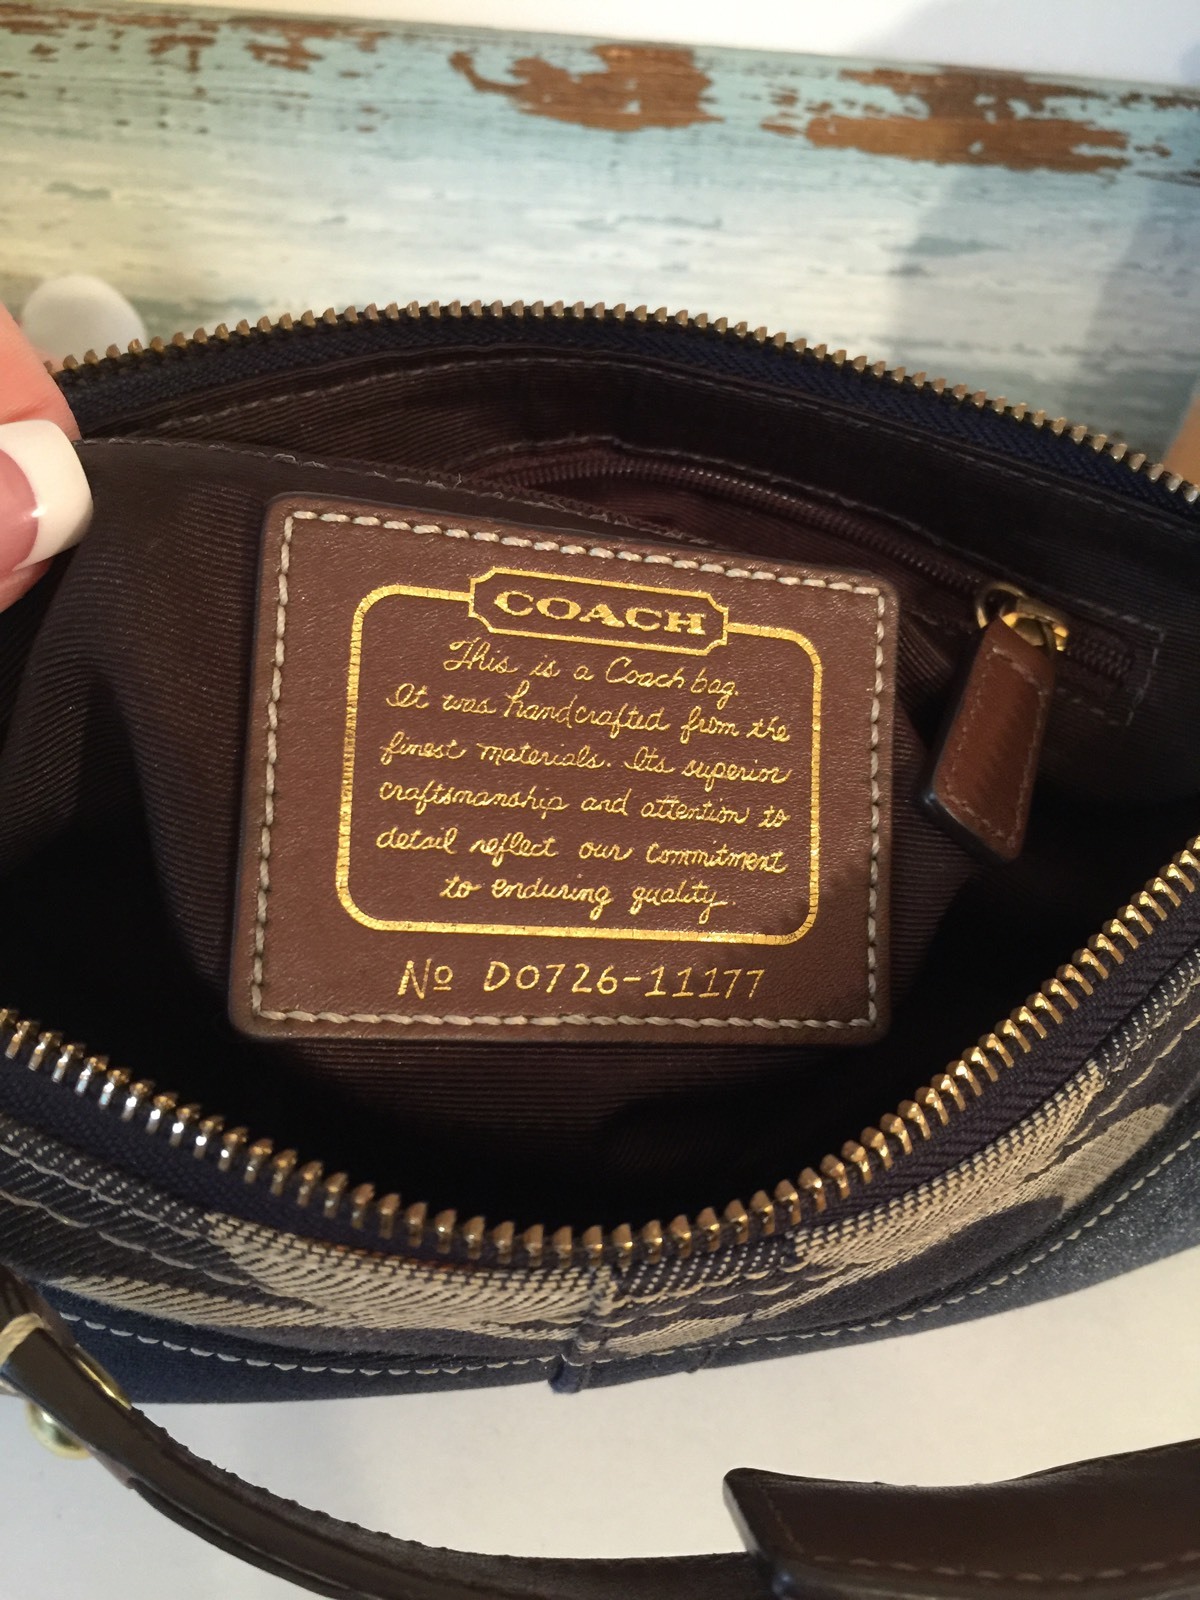 COACH
This is a Coach bag.
It was handcrafted from the
finest materials. Its superior
craftsmanship and attention to
detail reflect our commitment
to enduring quality.
No D0726-11177